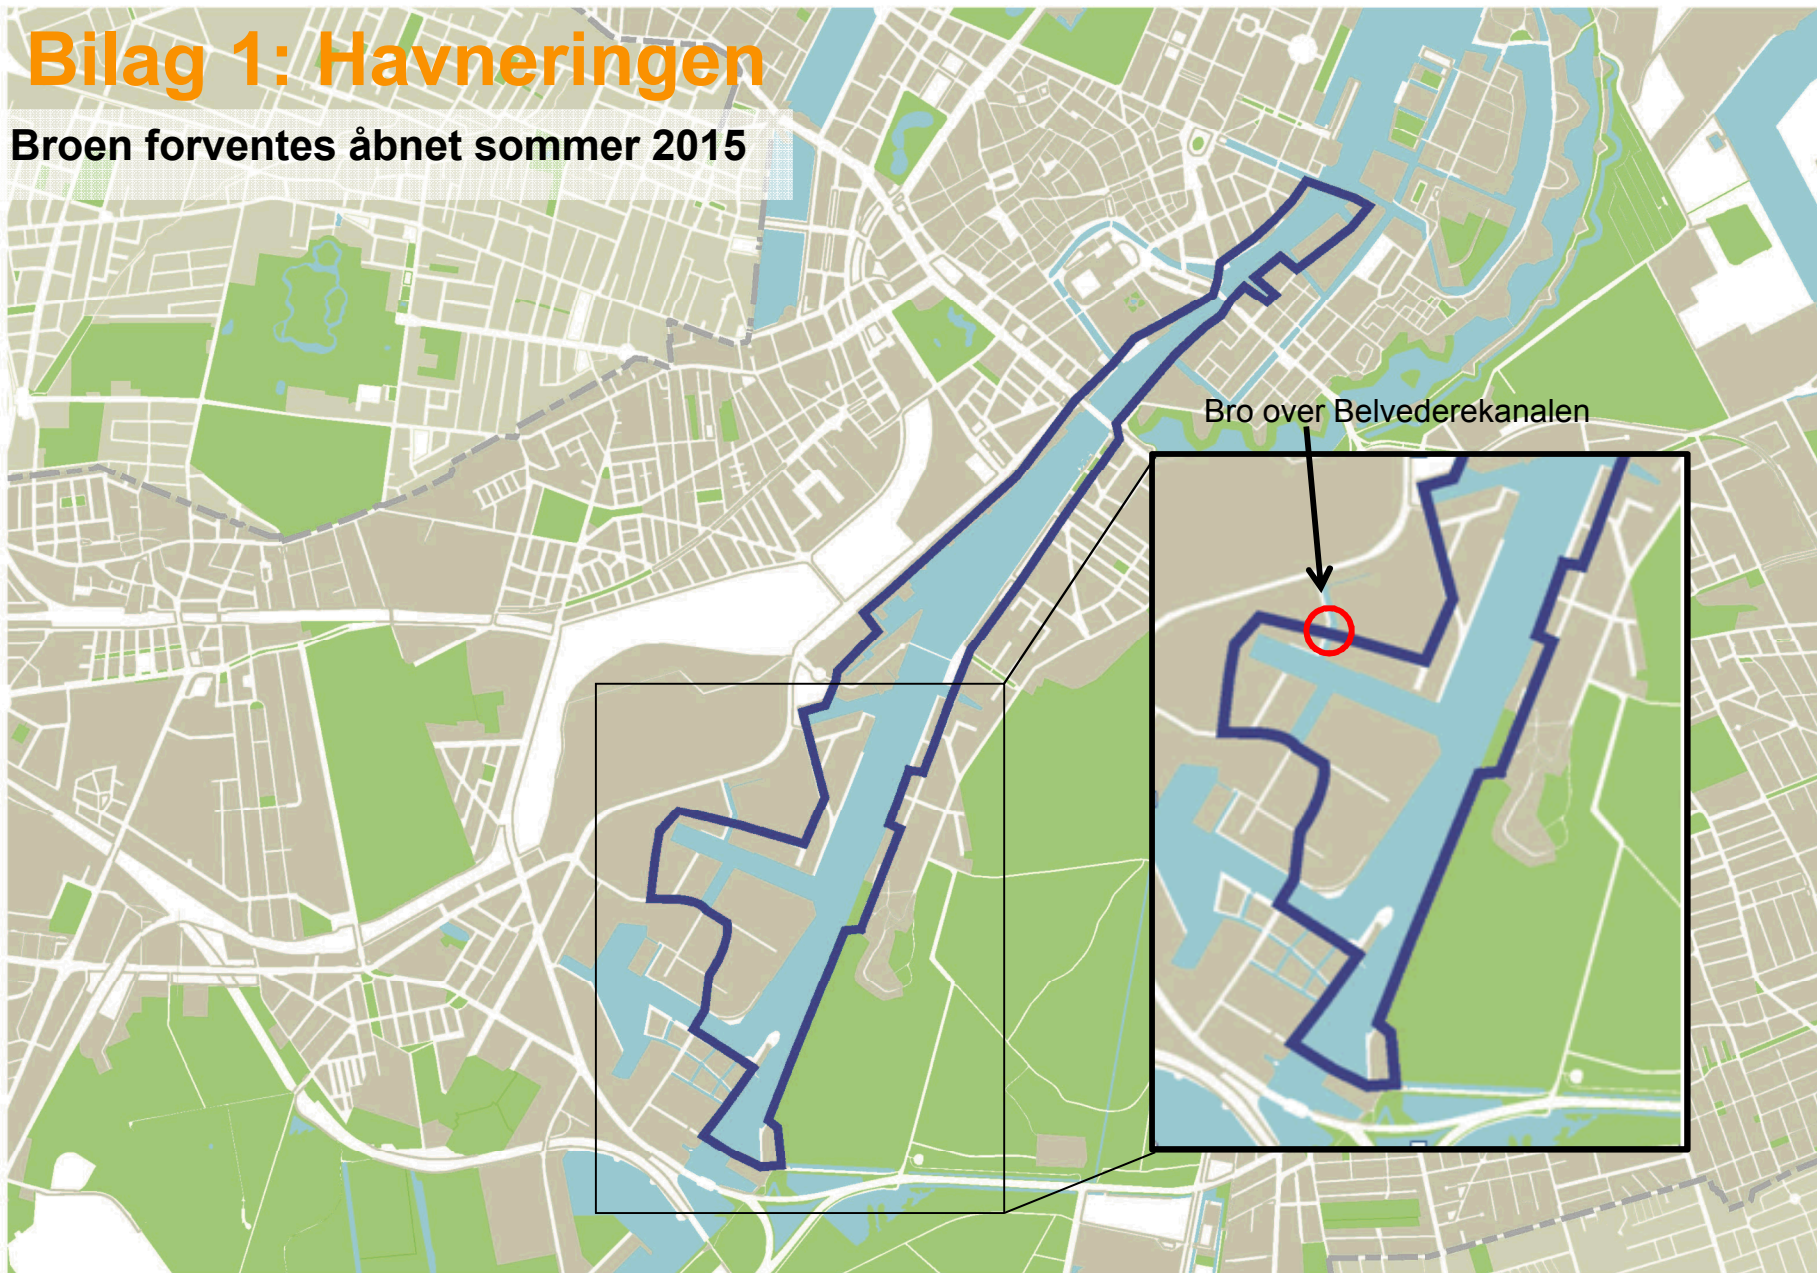 Bilag 1: Havneringen
Broen forventes åbnet sommer 2015
Bro over Belvederekanalen